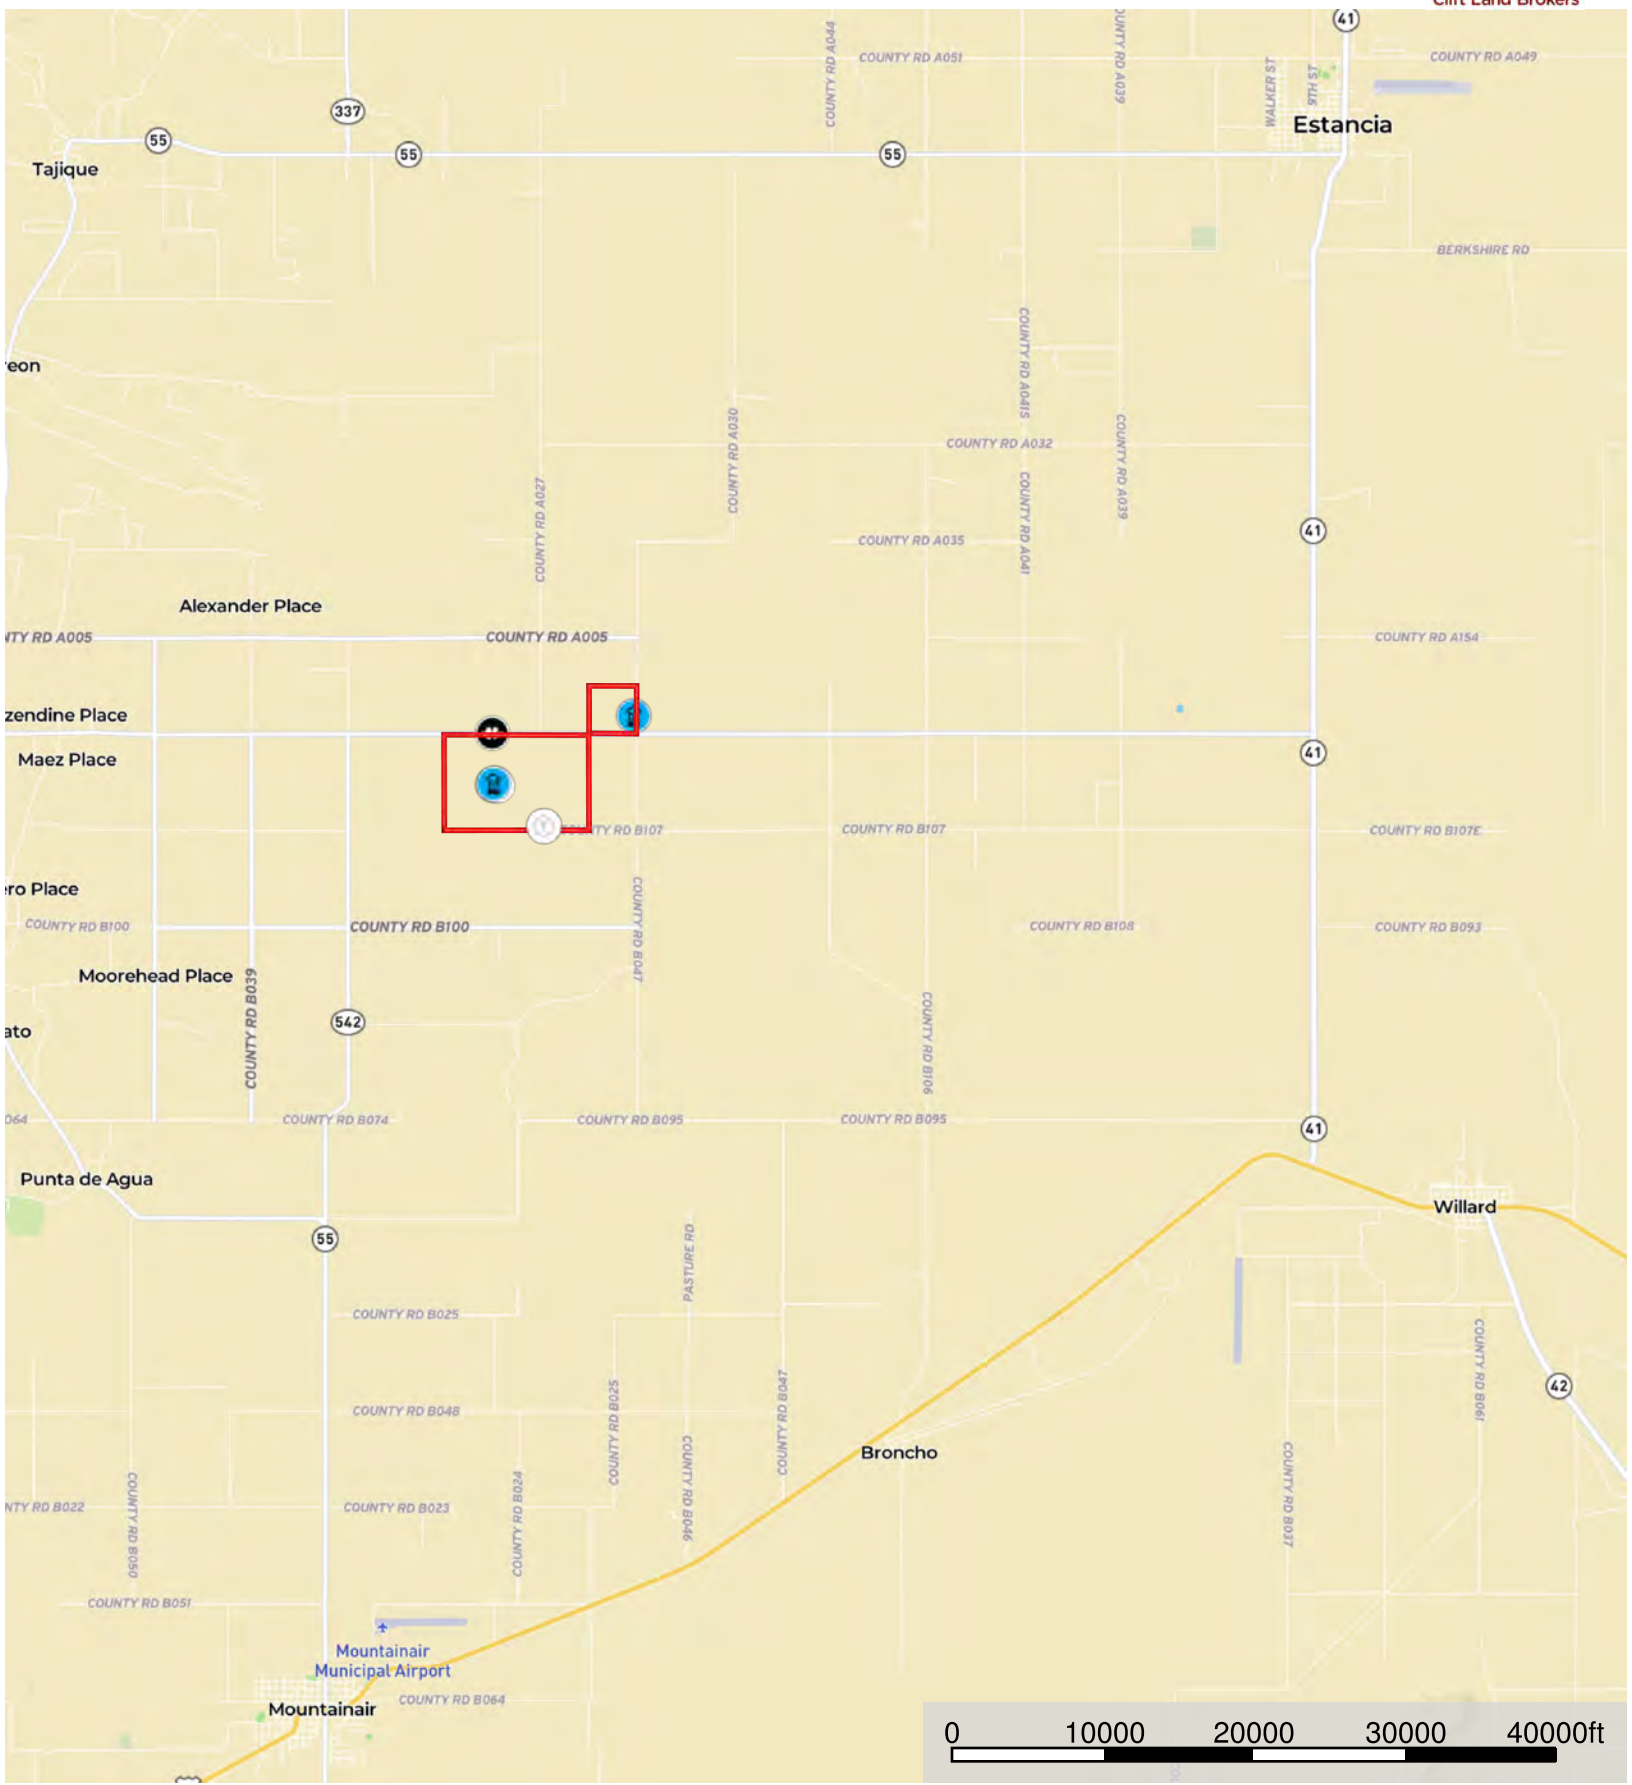 Clift Land Brokers
41
COUNTY RD A044
COUNTY RD A051
COUNTY RD A039
WALKER ST
9TH ST
COUNTY RD A049
337
Estancia
55
55
55
Tajique
BERKSHIRE RD
eon
COUNTY RD A041S
COUNTY RD A030
COUNTY RD A032
COUNTY RD A039
COUNTY RD A027
COUNTY RD A041
41
COUNTY RD A035
Alexander Place
NTY RD A005
COUNTY RD A005
COUNTY RD A154
zendine Place
41
Maez Place
COUNTY RD B107
COUNTY RD B107
COUNTY RD B107E
ro Place
COUNTY RD B100
COUNTY RD B100
COUNTY RD B047
COUNTY RD B108
COUNTY RD B093
Moorehead Place
COUNTY RD B039
542
ato
COUNTY RD B106
064
COUNTY RD B074
COUNTY RD B095
COUNTY RD B095
41
Punta de Agua
Willard
55
PASTURE RD
COUNTY RD B025
COUNTY RD B061
42
COUNTY RD B025
COUNTY RD B047
COUNTY RD B048
COUNTY RD B046
Broncho
COUNTY RD B037
COUNTY RD B050
COUNTY RD B024
NTY RD B022
COUNTY RD B023
COUNTY RD B051
Mountainair
Municipal Airport
Mountainair
COUNTY RD B064
0 10000 20000 30000 40000ft